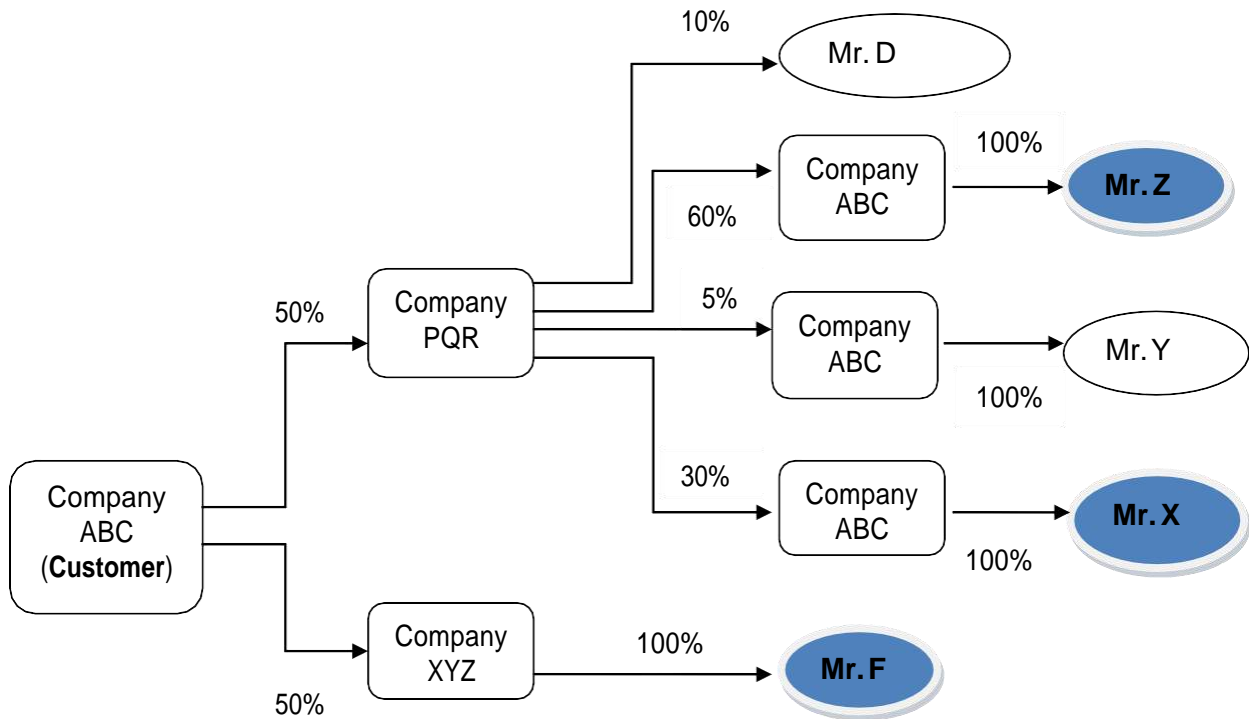 10%
Mr. D
100%
Company
ABC
Mr. Z
60%
5%
50%
Company
PQR
Company
ABC
Mr. Y
100%
30%
Company
ABC
Mr. X
100%
Company
ABC
(Customer)
Company
XYZ
100%
Mr. F
50%